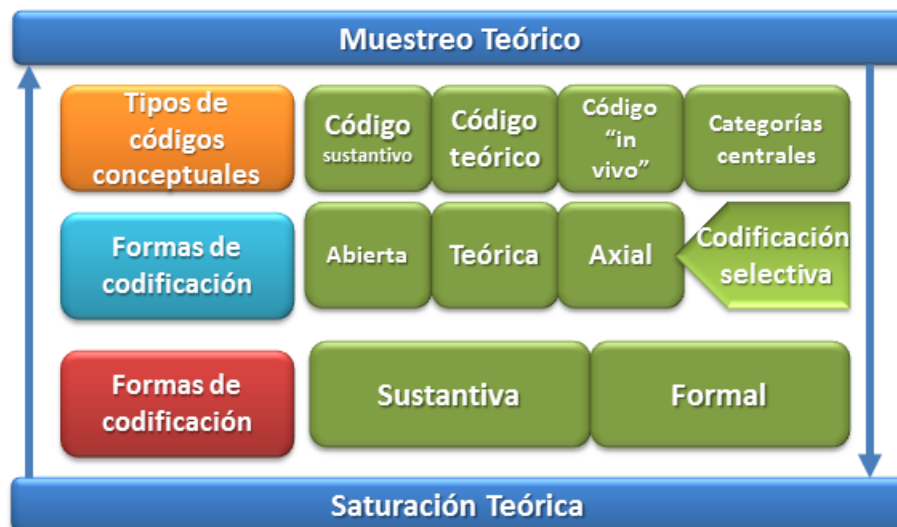 Muestreo Teórico
Tipos de
códigos
conceptuales
Código
sustantivo
Código
teórico
Código
“in
vivo”
Categorías
centrales
Formas de
codificación
Abierta
Teórica
Axial
Codificación
selectiva
Formas de
codificación
Sustantiva
Formal
Saturación Teórica